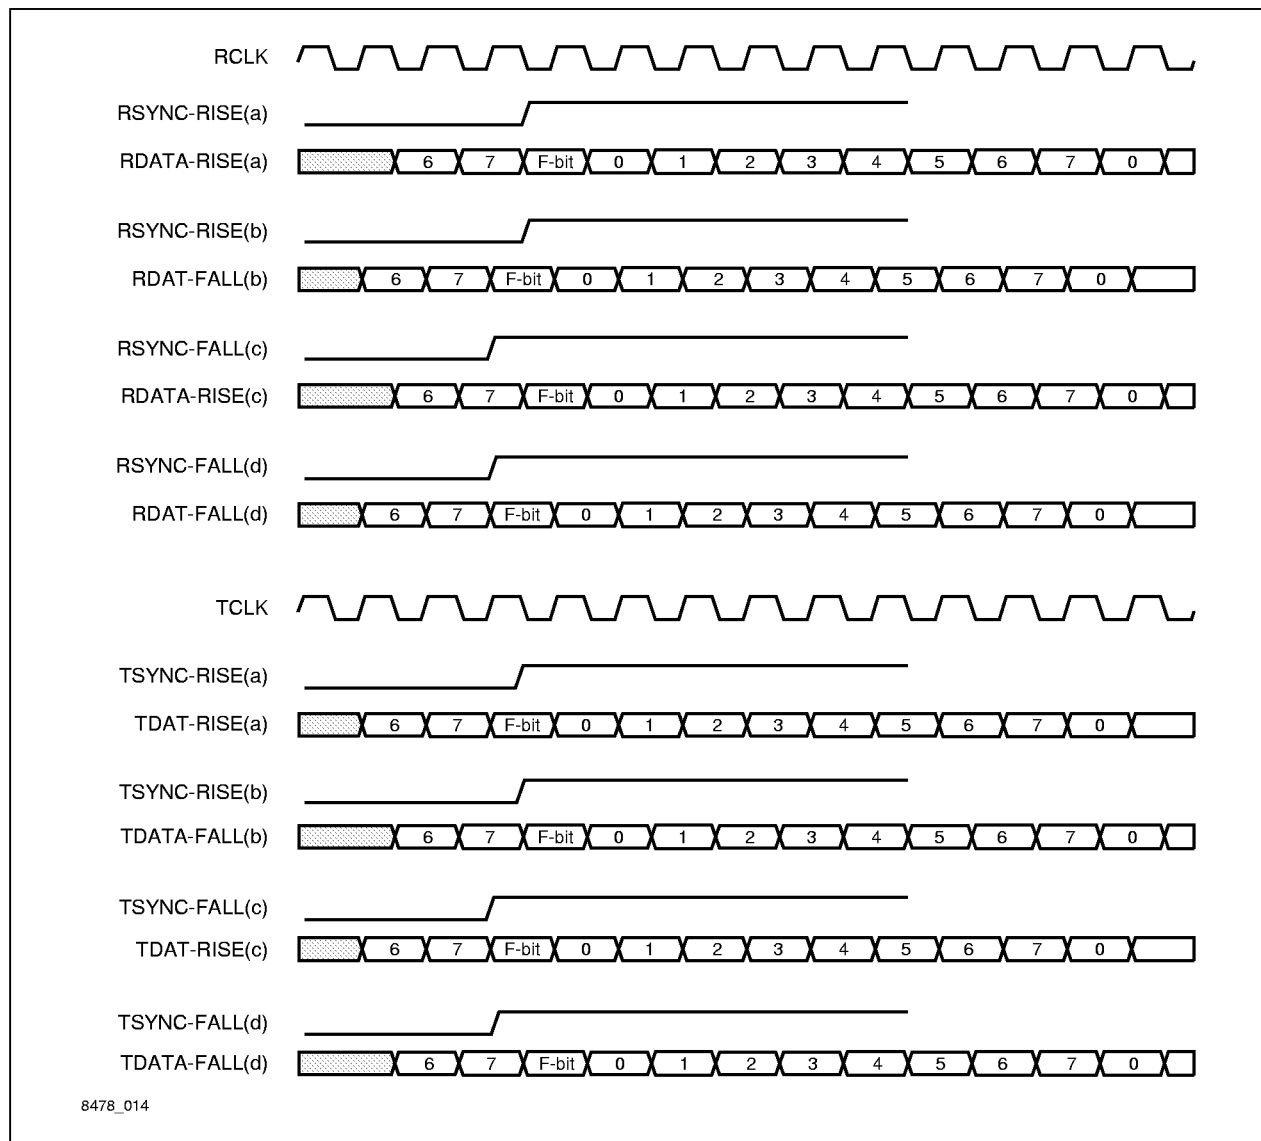 RCLK
RSYNC-RISE(a)
RDATA-RISE(a) 6 7 F-bit 0 1 2 3 4 5 6 7 0
RSYNC-RISE(b)
RDAT-FALL(b) 6 7 F-bit 0 1 2 3 4 5 6 7 0
RSYNC-FALL(c)
RDATA-RISE(c) 6 7 F-bit 0 1 2 3 4 5 6 7 0
RSYNC-FALL(d)
RDAT-FALL(d) 6 7 F-bit 0 1 2 3 4 5 6 7 0
TCLK
TSYNC-RISE(a)
TDAT-RISE(a) 6 7 F-bit 0 1 2 3 4 5 6 7 0
TSYNC-RISE(b)
TDATA-FALL(b) 6 7 F-bit 0 1 2 3 4 5 6 7 0
TSYNC-FALL(c)
TDAT-RISE(c) 6 7 F-bit 0 1 2 3 4 5 6 7 0
TSYNC-FALL(d)
TDATA-FALL(d) 6 7 F-bit 0 1 2 3 4 5 6 7 0
8478_014